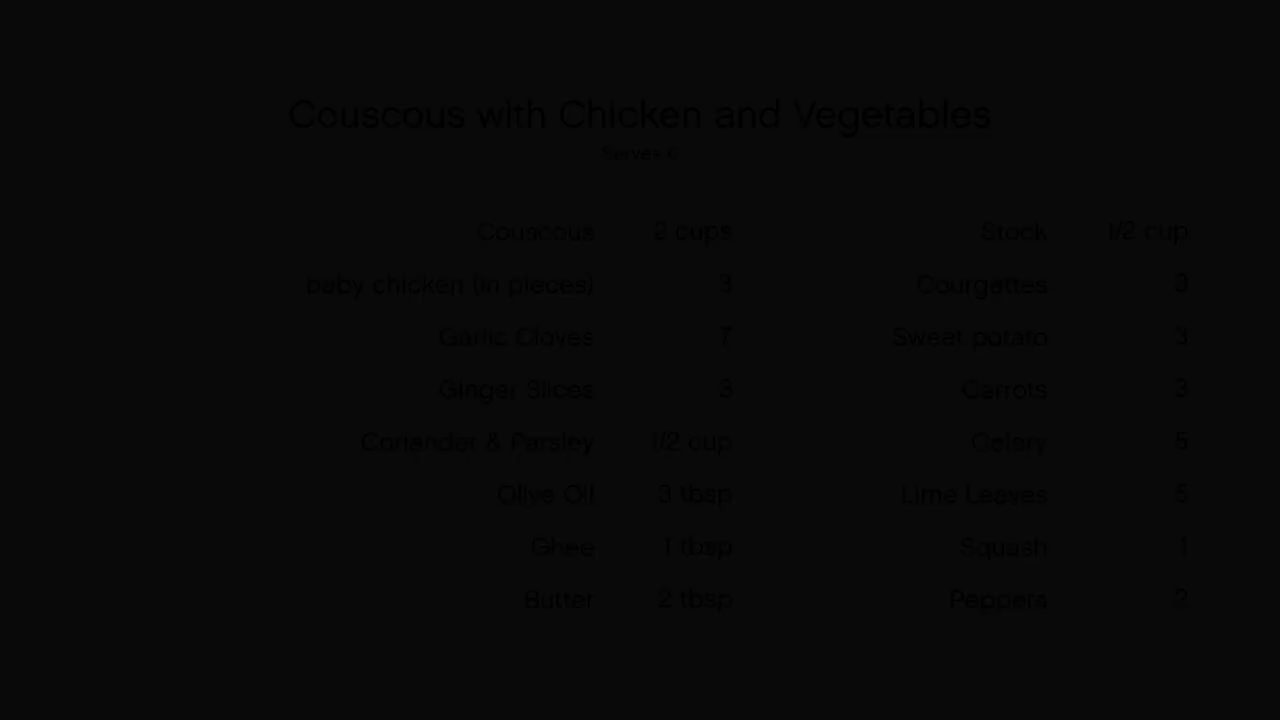 Couscous with Chicken and Vegetables
Serves 6
Couscous 2 cups
baby chicken (in pieces) 3
Garlic Cloves 7
Ginger Slices 3
Coriander & Parsley 1/2 cup
Olive Oil 3 tbsp
Ghee 1 tbsp
Butter 2 tbsp
Stock 1/2 cup
Courgettes 3
Sweet potato 3
Carrots 3
Celery 5
Lime Leaves 5
Squash 1
Peppers 2